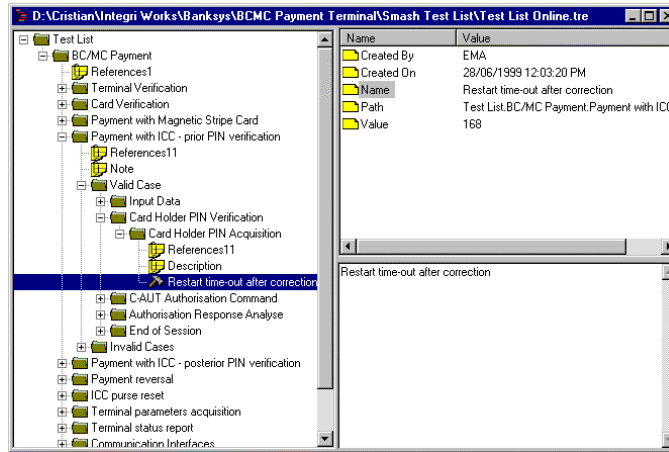 D:\Cristian\Integri Works\Banksys\BCMC Payment Terminal\Smash Test List\Test List Online.tre
Test List
BC/MC Payment
References1
Terminal Verification
Card Verification
Payment with Magnetic Stripe Card
Payment with ICC - prior PIN verification
References11
Note
Valid Case
Input Data
Card Holder PIN Verification
Card Holder PIN Acquisition
References11
Description
Restart time-out after correction
C-AUT Authorisation Command
Authorisation Response Analyse
End of Session
Invalid Cases
Payment with ICC - posterior PIN verification
Payment reversal
ICC purse reset
Terminal parameters acquisition
Terminal status report
Communication Interfaces
Name Value
Created By EMA
Created On 28/06/1999 12:03:20 PM
Name Restart time-out after correction
Path Test List.BC/MC Payment.Payment with ICC
Value 168
Restart time-out after correction